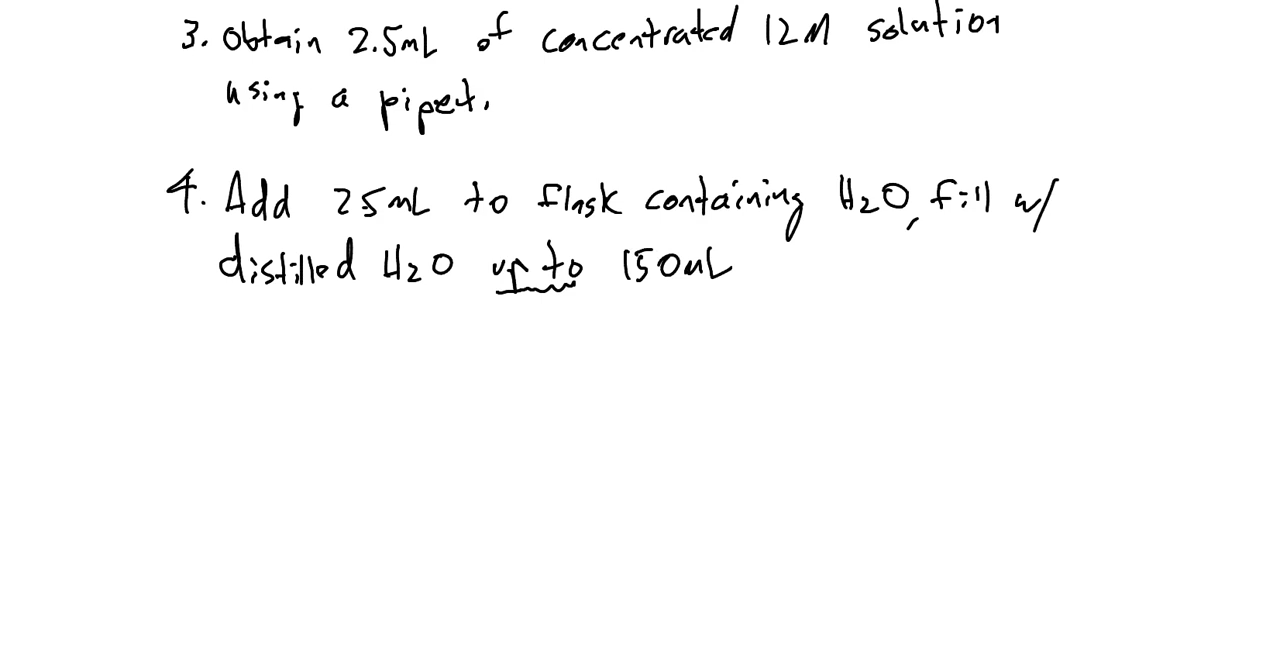 3. Obtain 2.5mL of concentrated 12M solution
using a pipet.
4. Add 25mL to flask containing H2O, fill w/
distilled H2O up to 150mL